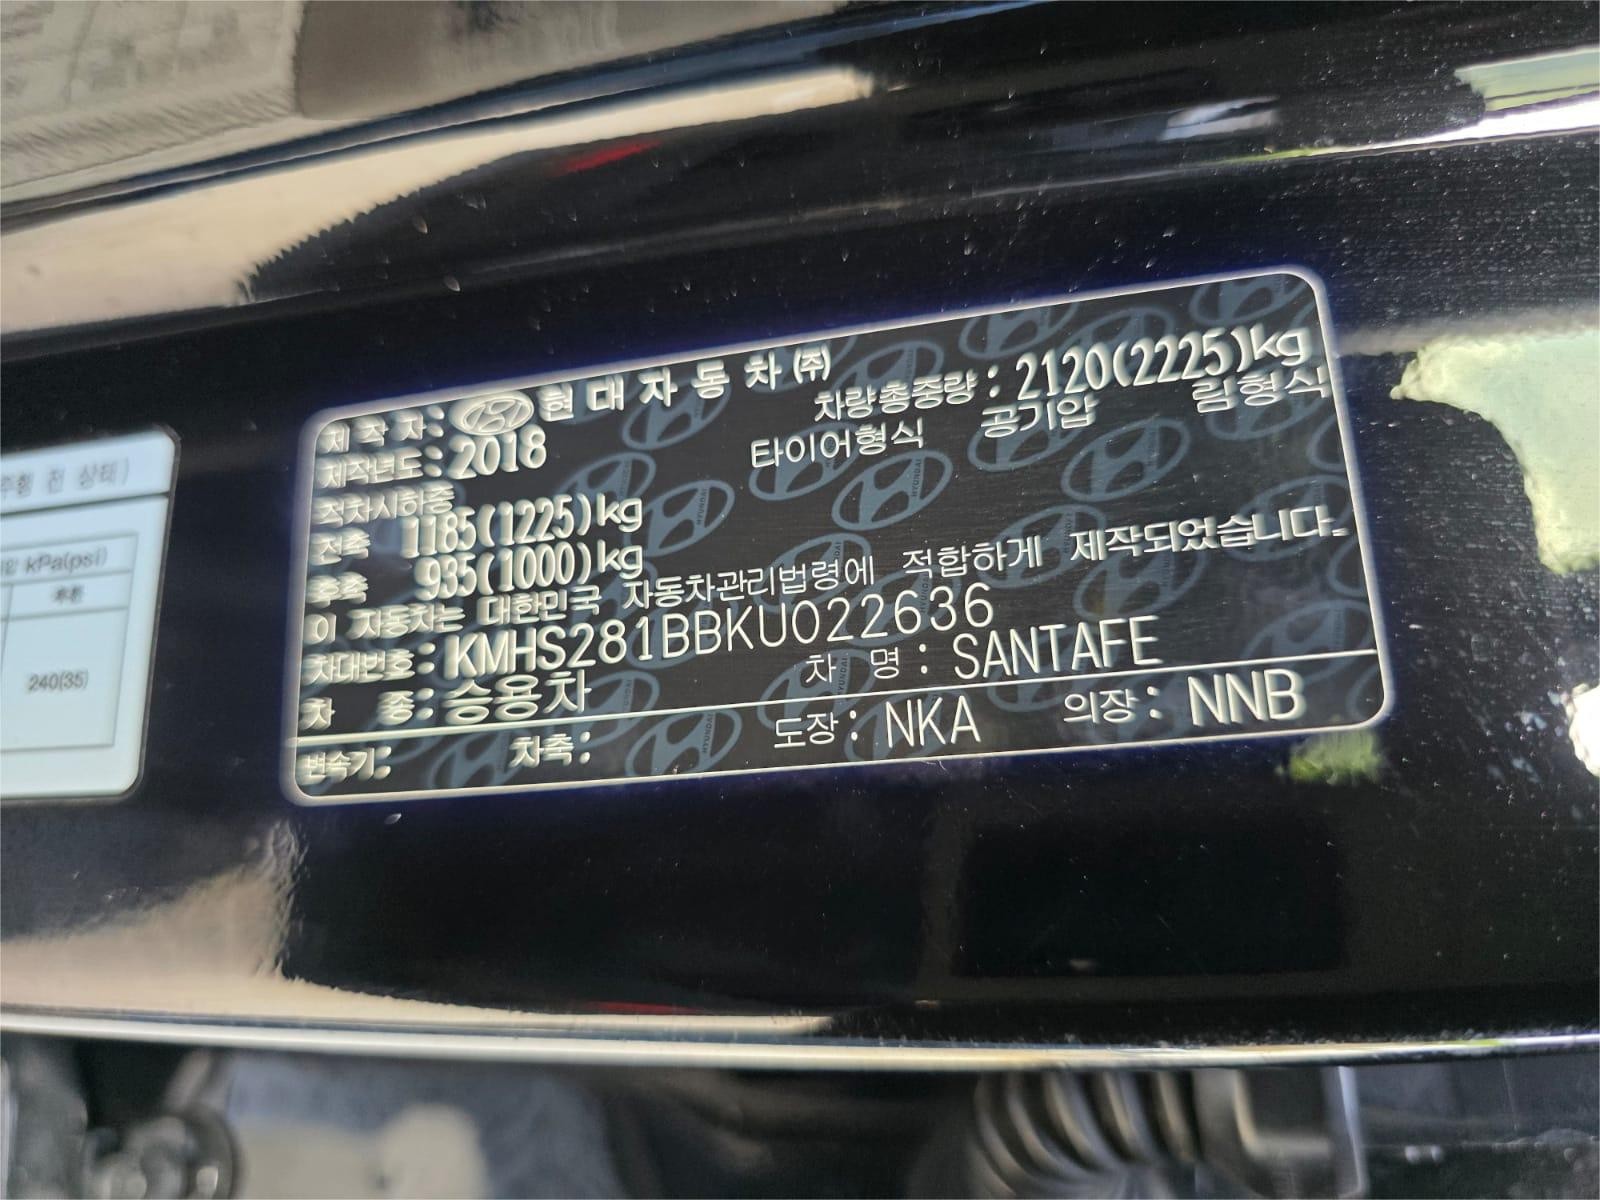 제작자: HYUNDAI 현대자동차(주)
제작년도: 2018 차량총중량: 2120(2225)kg
적차시하중 타이어형식 공기압 림형식
전축 1185(1225)kg
후축 935(1000)kg
이 자동차는 대한민국 자동차관리법령에 적합하게 제작되었습니다.
차대번호: KMHS281BBKU022636
차 종: 승용차 차 명: SANTAFE
변속기: 차축: 도장: NKA 의장: NNB
전 상태)
kPa(psi)
후륜
240(35)